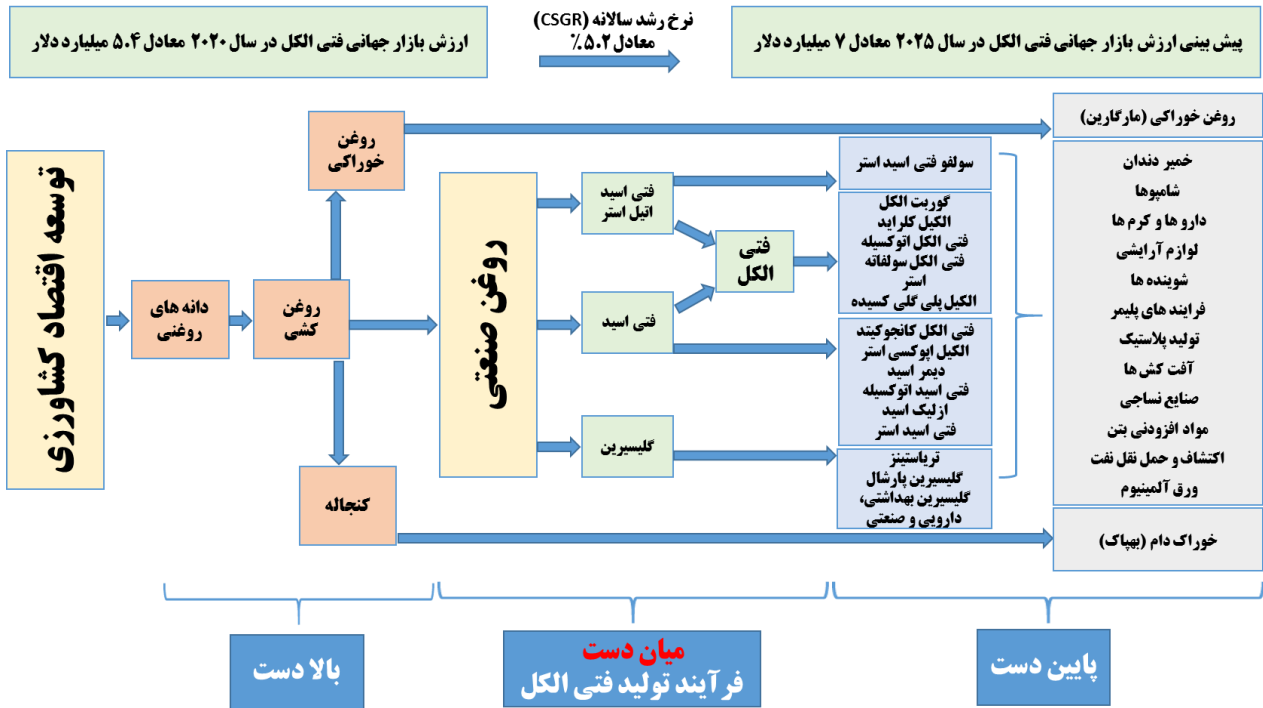 ارزش بازار جهانی فتی الکل در سال ۲۰۲۰ معادل ۵.۴ میلیارد دلار
نرخ رشد سالانه (CSGR)
معادل ۵.۲٪
پیش بینی ارزش بازار جهانی فتی الکل در سال ۲۰۲۵ معادل ۷ میلیارد دلار
توسعه اقتصاد کشاورزی
دانه های
روغنی
روغن
کشی
روغن
خوراکی
کنجاله
روغن صنعتی
فتی اسید
اتیل استر
فتی اسید
گلیسیرین
فتی
الکل
سولفو فتی اسید استر
گوربت الکل
الکیل کلراید
فتی الکل اتوکسیله
فتی الکل سولفاته
استر
الکیل پلی گلی کسیده
فتی الکل کانجوکیتد
الکیل اپوکسی استر
دیمر اسید
فتی اسید اتوکسیله
ازلیک اسید
فتی اسید استر
تریاستینز
گلیسیرین پارشال
گلیسیرین بهداشتی،
دارویی و صنعتی
روغن خوراکی (مارگارین)
خمیر دندان
شامپوها
دارو ها و کرم ها
لوازم آرایشی
شوینده ها
فرایند های پلیمر
تولید پلاستیک
آفت کش ها
صنایع نساجی
مواد افزودنی بتن
اکتشاف و حمل نقل نفت
ورق آلمینیوم
خوراک دام (بهپاک)
بالا دست
میان دست
فرآیند تولید فتی الکل
پایین دست